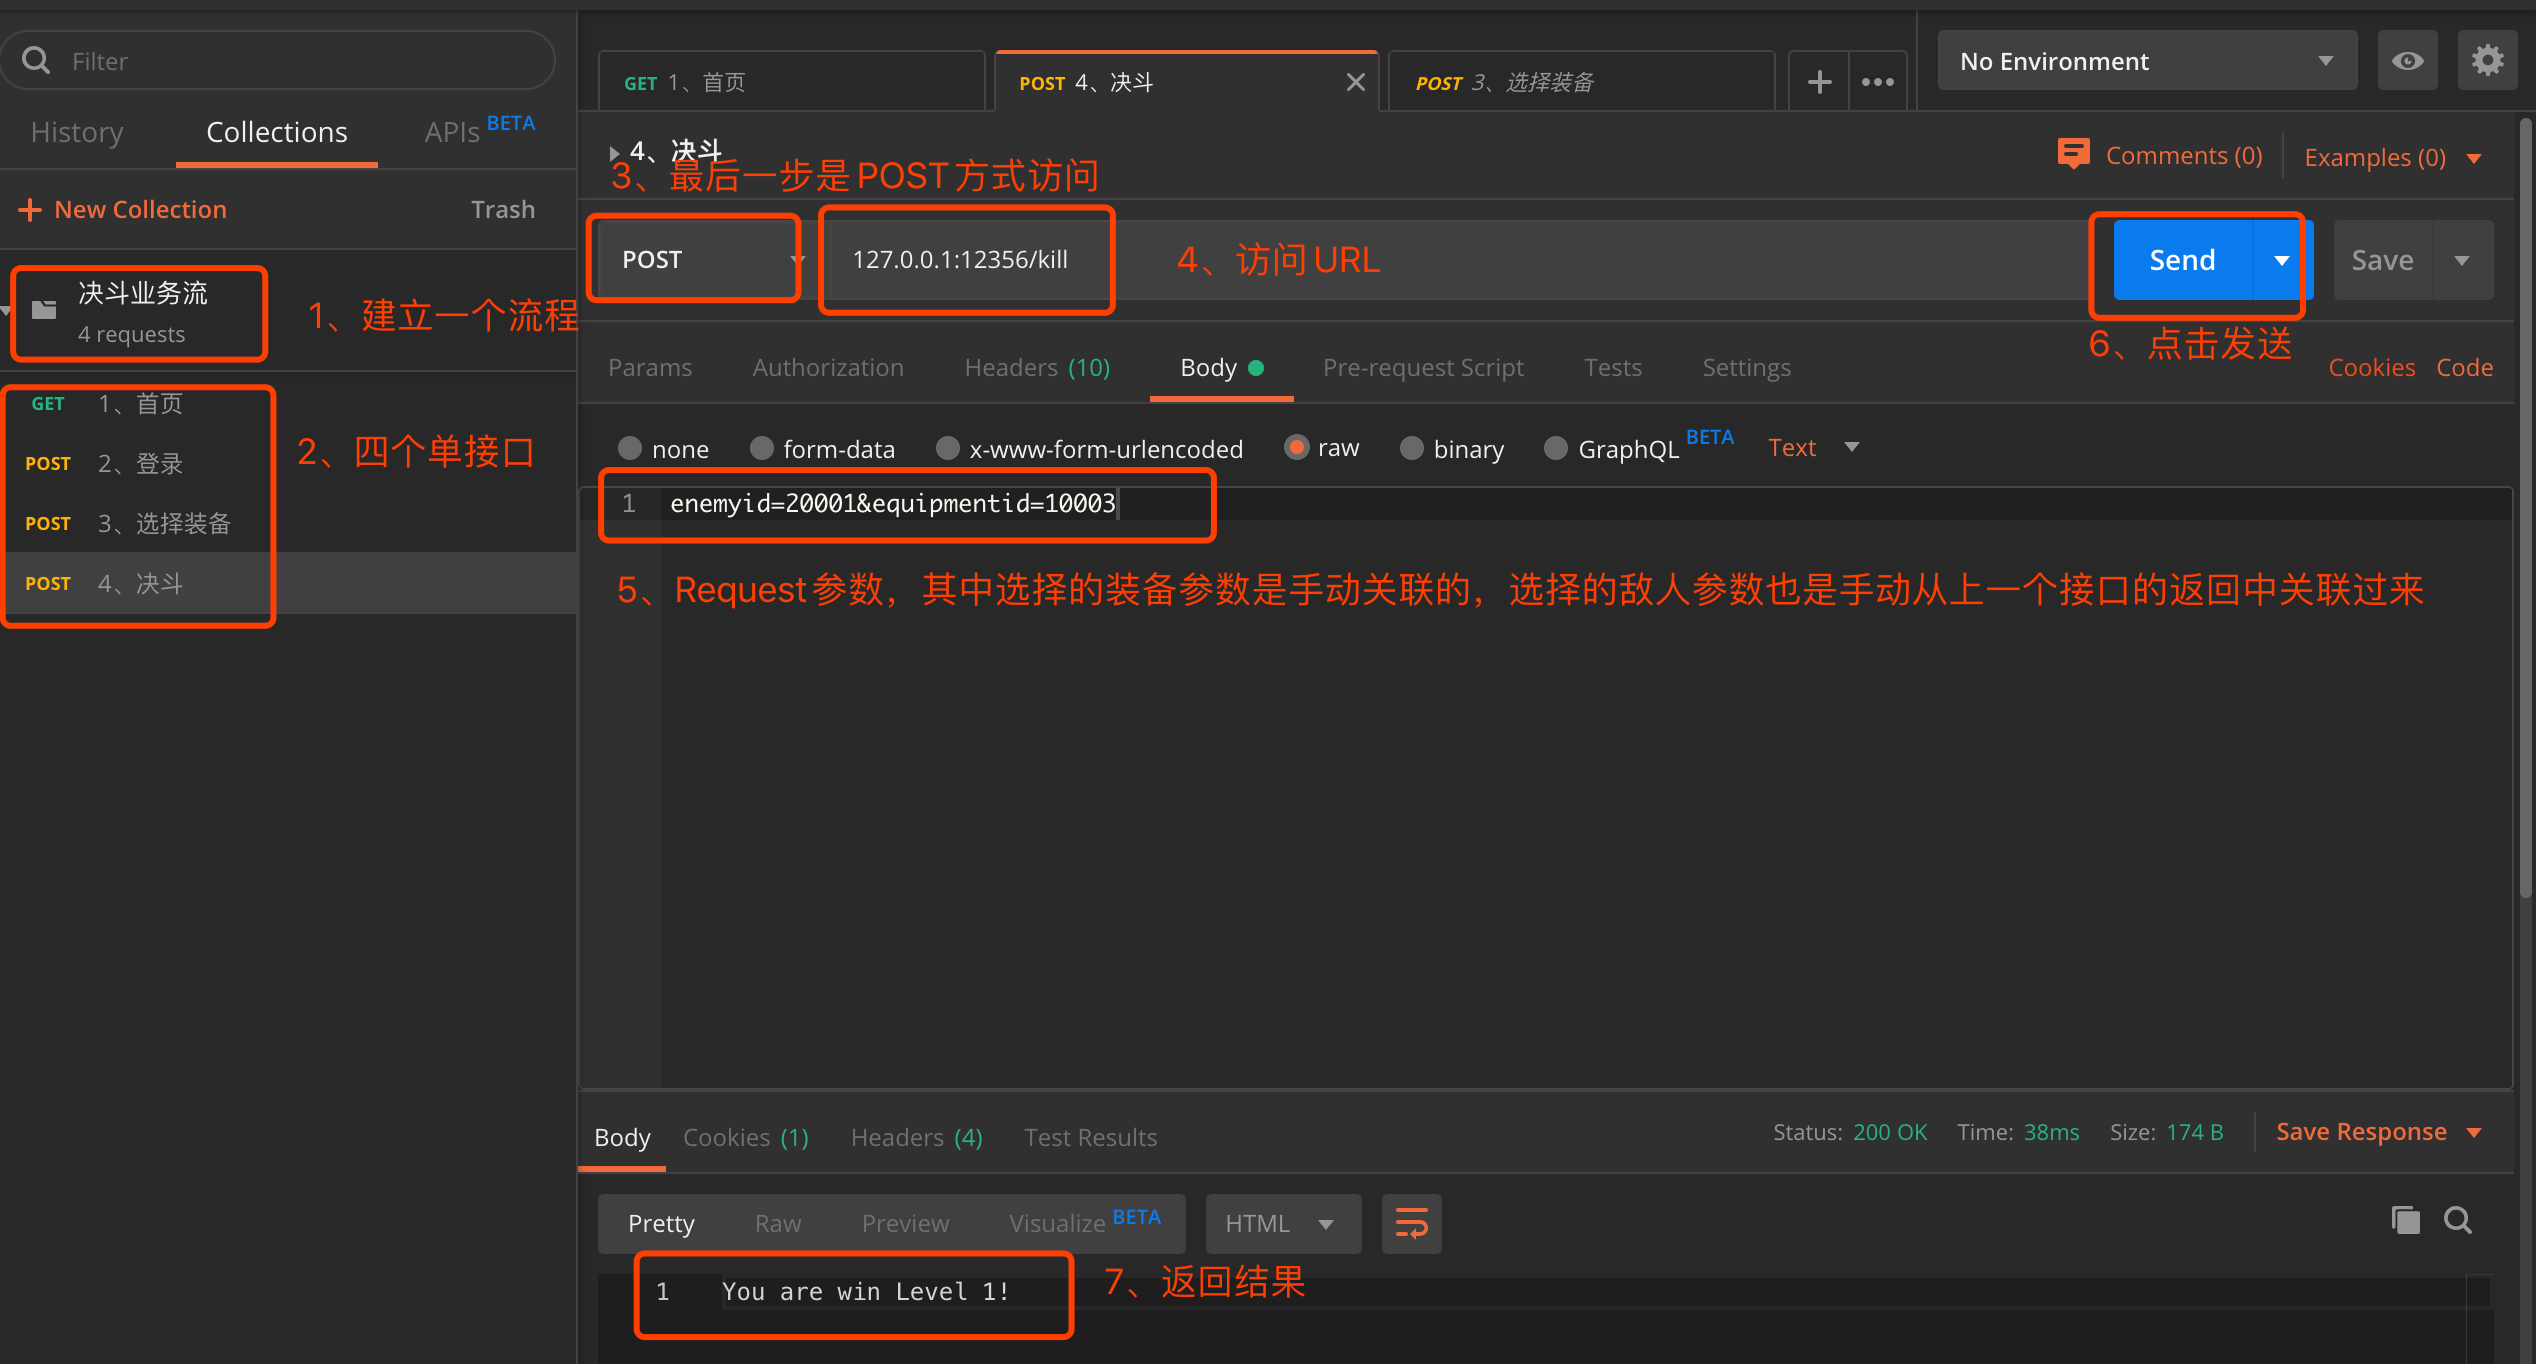 Filter
History
Collections
APIs BETA
+ New Collection
Trash
决斗业务流
4 requests
1、建立一个流程
GET 1、首页
POST 2、登录
POST 3、选择装备
POST 4、决斗
2、四个单接口
GET 1、首页
POST 4、决斗
POST 3、选择装备
No Environment
4、决斗
Comments (0)
Examples (0)
3、最后一步是POST方式访问
POST
127.0.0.1:12356/kill
4、访问URL
Send
Save
6、点击发送
Params
Authorization
Headers (10)
Body
Pre-request Script
Tests
Settings
Cookies
Code
none
form-data
x-www-form-urlencoded
raw
binary
GraphQL BETA
Text
1 enemyid=20001&equipmentid=10003
5、Request参数，其中选择的装备参数是手动关联的，选择的敌人参数也是手动从上一个接口的返回中关联过来
Body
Cookies (1)
Headers (4)
Test Results
Status: 200 OK
Time: 38ms
Size: 174 B
Save Response
Pretty
Raw
Preview
Visualize BETA
HTML
1 You are win Level 1!
7、返回结果